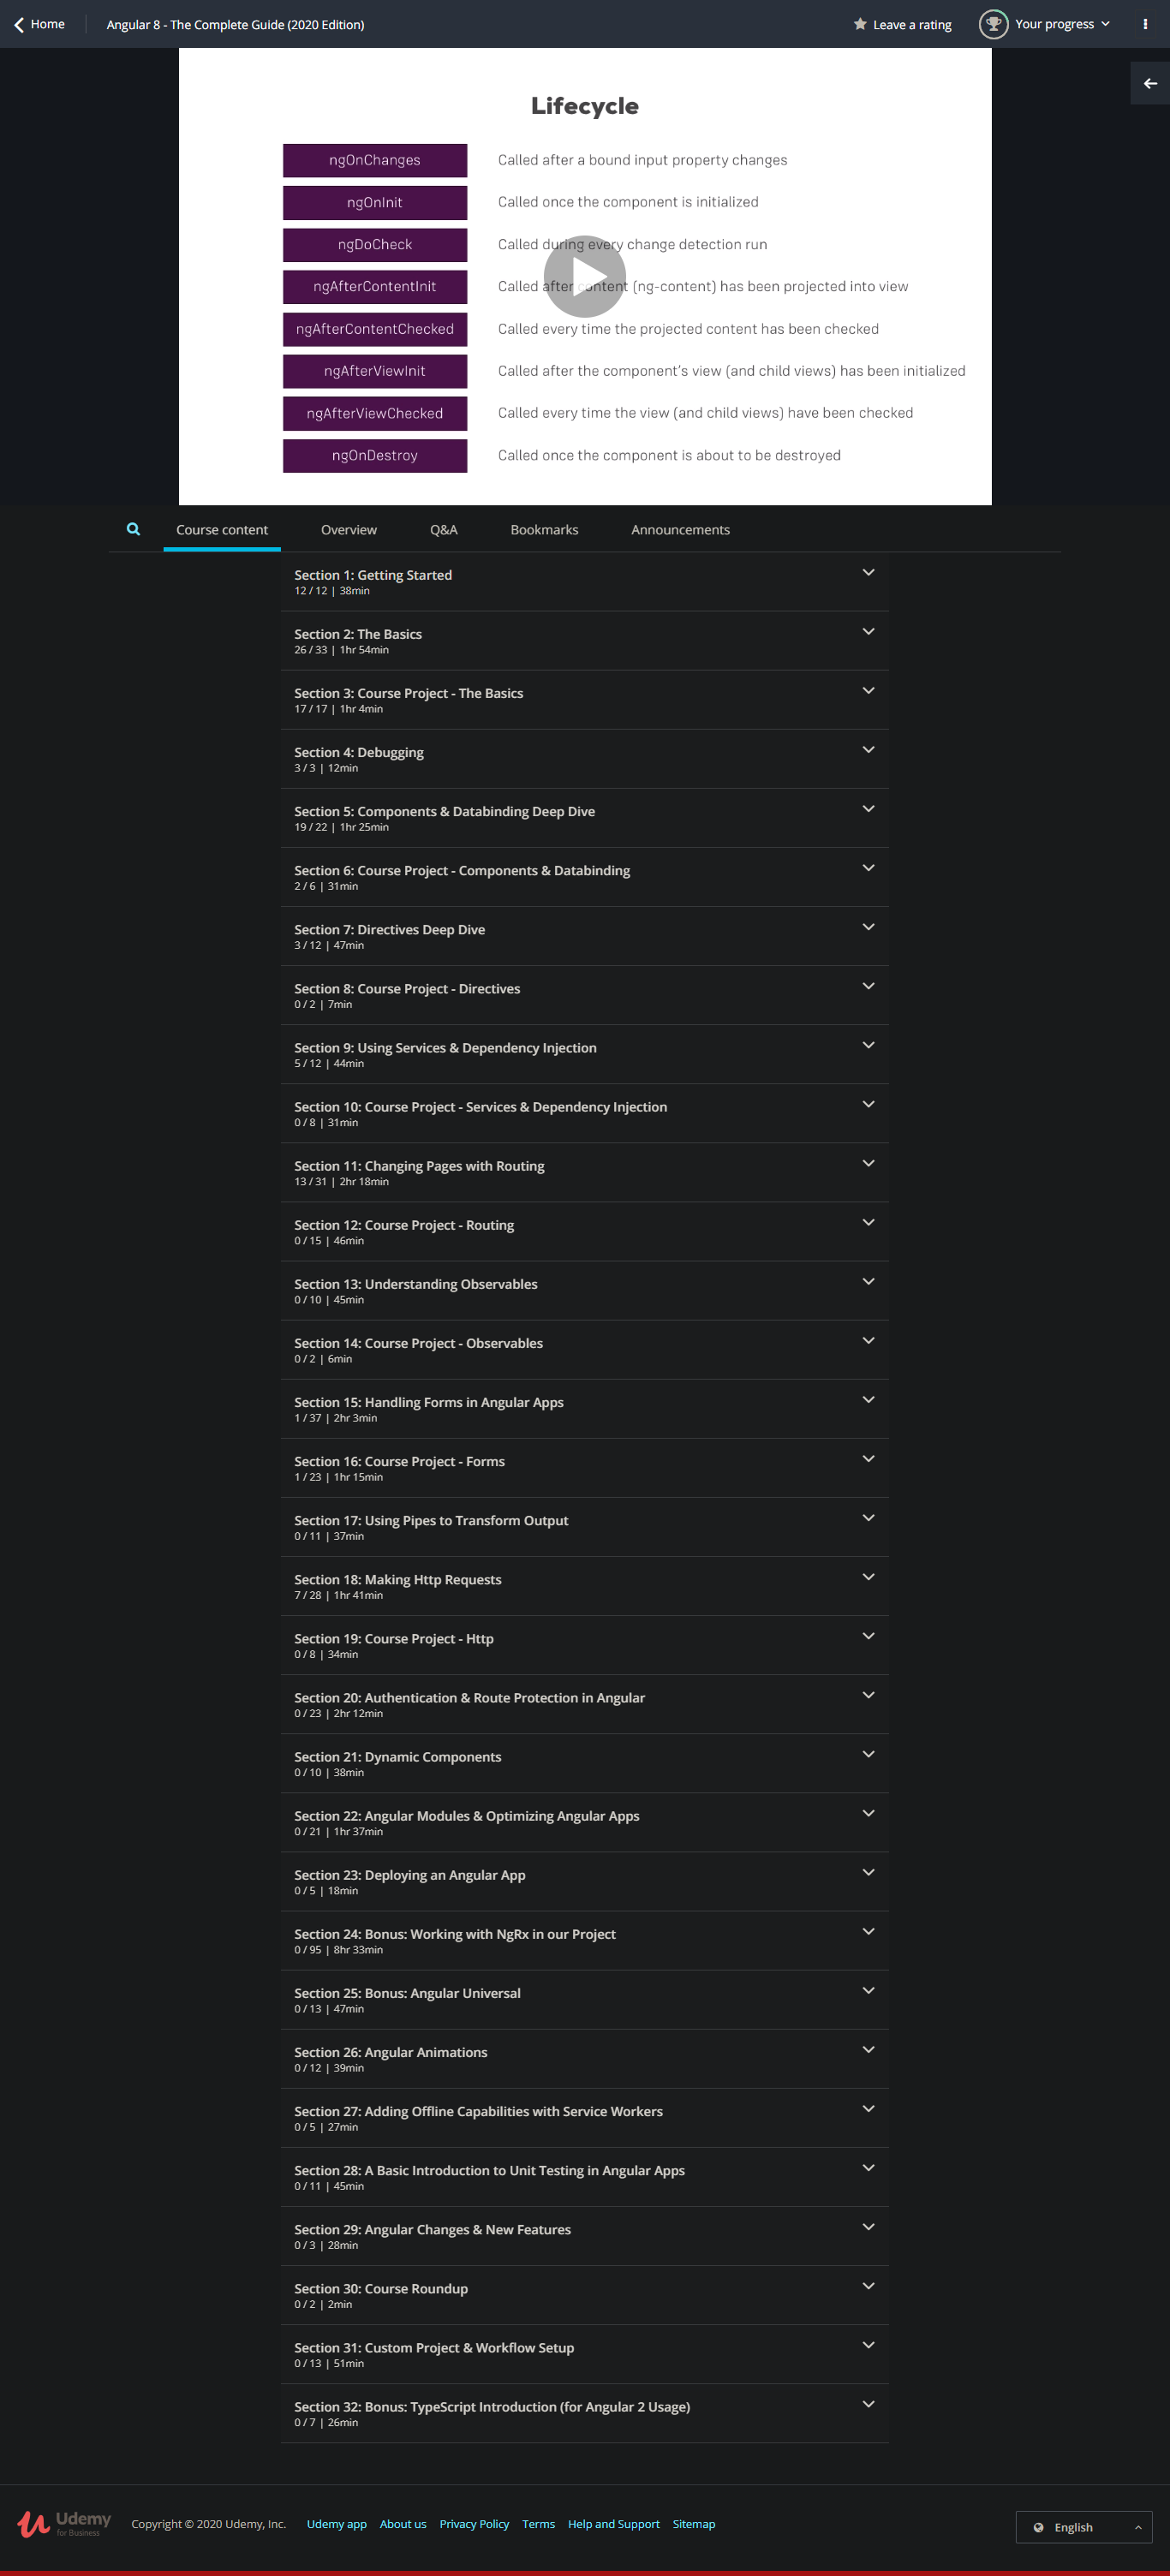 Home
Angular 8 - The Complete Guide (2020 Edition)
Leave a rating
Your progress
Lifecycle
ngOnChanges Called after a bound input property changes
ngOnInit Called once the component is initialized
ngDoCheck Called during every change detection run
ngAfterContentInit Called after content (ng-content) has been projected into view
ngAfterContentChecked Called every time the projected content has been checked
ngAfterViewInit Called after the component's view (and child views) has been initialized
ngAfterViewChecked Called every time the view (and child views) have been checked
ngOnDestroy Called once the component is about to be destroyed
Course content Overview Q&A Bookmarks Announcements
Section 1: Getting Started
12 / 12 | 38min
Section 2: The Basics
26 / 33 | 1hr 54min
Section 3: Course Project - The Basics
17 / 17 | 1hr 4min
Section 4: Debugging
3 / 3 | 12min
Section 5: Components & Databinding Deep Dive
19 / 22 | 1hr 25min
Section 6: Course Project - Components & Databinding
2 / 6 | 31min
Section 7: Directives Deep Dive
3 / 12 | 47min
Section 8: Course Project - Directives
0 / 2 | 7min
Section 9: Using Services & Dependency Injection
5 / 12 | 44min
Section 10: Course Project - Services & Dependency Injection
0 / 8 | 31min
Section 11: Changing Pages with Routing
13 / 31 | 2hr 18min
Section 12: Course Project - Routing
0 / 15 | 46min
Section 13: Understanding Observables
0 / 10 | 45min
Section 14: Course Project - Observables
0 / 2 | 6min
Section 15: Handling Forms in Angular Apps
1 / 37 | 2hr 3min
Section 16: Course Project - Forms
1 / 23 | 1hr 15min
Section 17: Using Pipes to Transform Output
0 / 11 | 37min
Section 18: Making Http Requests
7 / 28 | 1hr 41min
Section 19: Course Project - Http
0 / 8 | 34min
Section 20: Authentication & Route Protection in Angular
0 / 23 | 2hr 12min
Section 21: Dynamic Components
0 / 10 | 38min
Section 22: Angular Modules & Optimizing Angular Apps
0 / 21 | 1hr 37min
Section 23: Deploying an Angular App
0 / 5 | 18min
Section 24: Bonus: Working with NgRx in our Project
0 / 95 | 8hr 33min
Section 25: Bonus: Angular Universal
0 / 13 | 47min
Section 26: Angular Animations
0 / 12 | 39min
Section 27: Adding Offline Capabilities with Service Workers
0 / 5 | 27min
Section 28: A Basic Introduction to Unit Testing in Angular Apps
0 / 11 | 45min
Section 29: Angular Changes & New Features
0 / 3 | 28min
Section 30: Course Roundup
0 / 2 | 2min
Section 31: Custom Project & Workflow Setup
0 / 13 | 51min
Section 32: Bonus: TypeScript Introduction (for Angular 2 Usage)
0 / 7 | 26min
Udemy
for Business
Copyright © 2020 Udemy, Inc. Udemy app About us Privacy Policy Terms Help and Support Sitemap
English